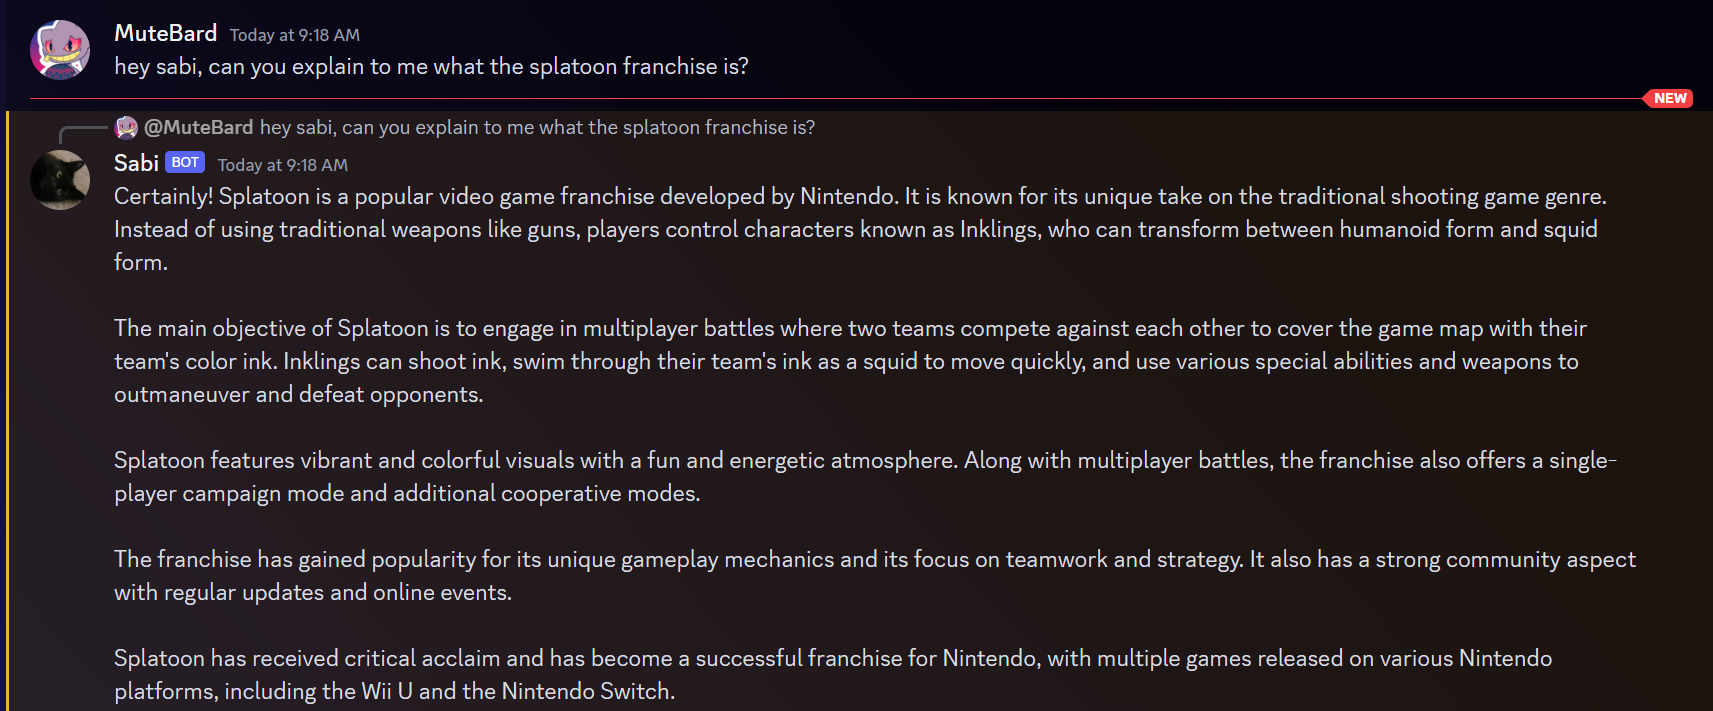 MuteBard Today at 9:18 AM
hey sabi, can you explain to me what the splatoon franchise is?
NEW
@MuteBard hey sabi, can you explain to me what the splatoon franchise is?
Sabi BOT Today at 9:18 AM
Certainly! Splatoon is a popular video game franchise developed by Nintendo. It is known for its unique take on the traditional shooting game genre.
Instead of using traditional weapons like guns, players control characters known as Inklings, who can transform between humanoid form and squid
form.
The main objective of Splatoon is to engage in multiplayer battles where two teams compete against each other to cover the game map with their
team's color ink. Inklings can shoot ink, swim through their team's ink as a squid to move quickly, and use various special abilities and weapons to
outmaneuver and defeat opponents.
Splatoon features vibrant and colorful visuals with a fun and energetic atmosphere. Along with multiplayer battles, the franchise also offers a single-
player campaign mode and additional cooperative modes.
The franchise has gained popularity for its unique gameplay mechanics and its focus on teamwork and strategy. It also has a strong community aspect
with regular updates and online events.
Splatoon has received critical acclaim and has become a successful franchise for Nintendo, with multiple games released on various Nintendo
platforms, including the Wii U and the Nintendo Switch.